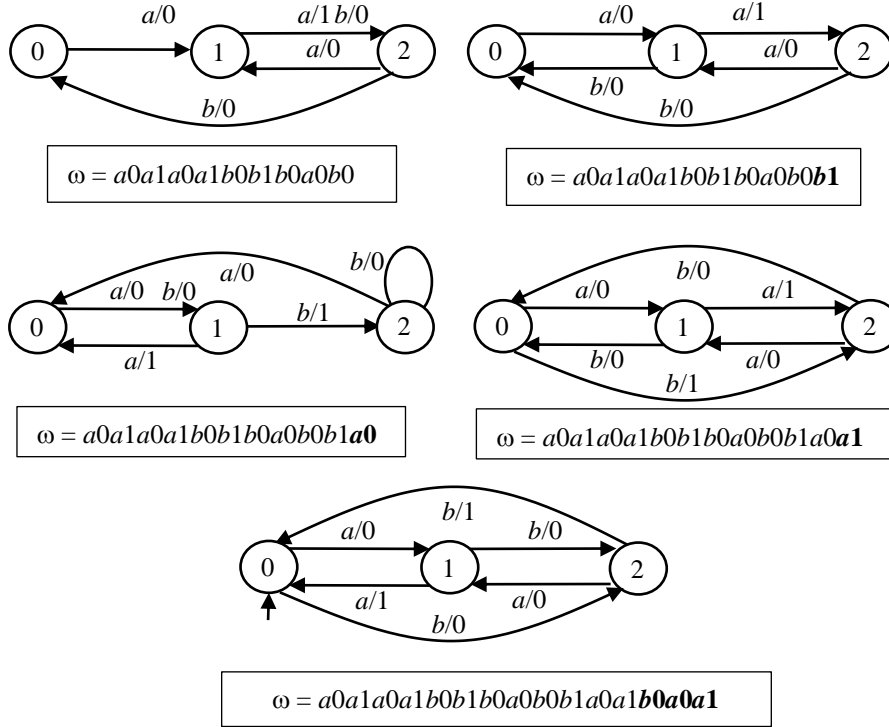 a/0 a/1 b/0 a/0 a/1
0 1 a/0 2 0 1 a/0 2
b/0 b/0 b/0
ω = a0a1a0a1b0b1b0a0b0 ω = a0a1a0a1b0b1b0a0b0b1
a/0 b/0 b/0
a/0 b/0 a/0 a/1
0 1 b/1 2 0 1 2
a/1 b/0 a/0
b/1
ω = a0a1a0a1b0b1b0a0b0b1a0 ω = a0a1a0a1b0b1b0a0b0b1a0a1
b/1
a/0 b/0
0 1 2
a/1 a/0
b/0
ω = a0a1a0a1b0b1b0a0b0b1a0a1b0a0a1